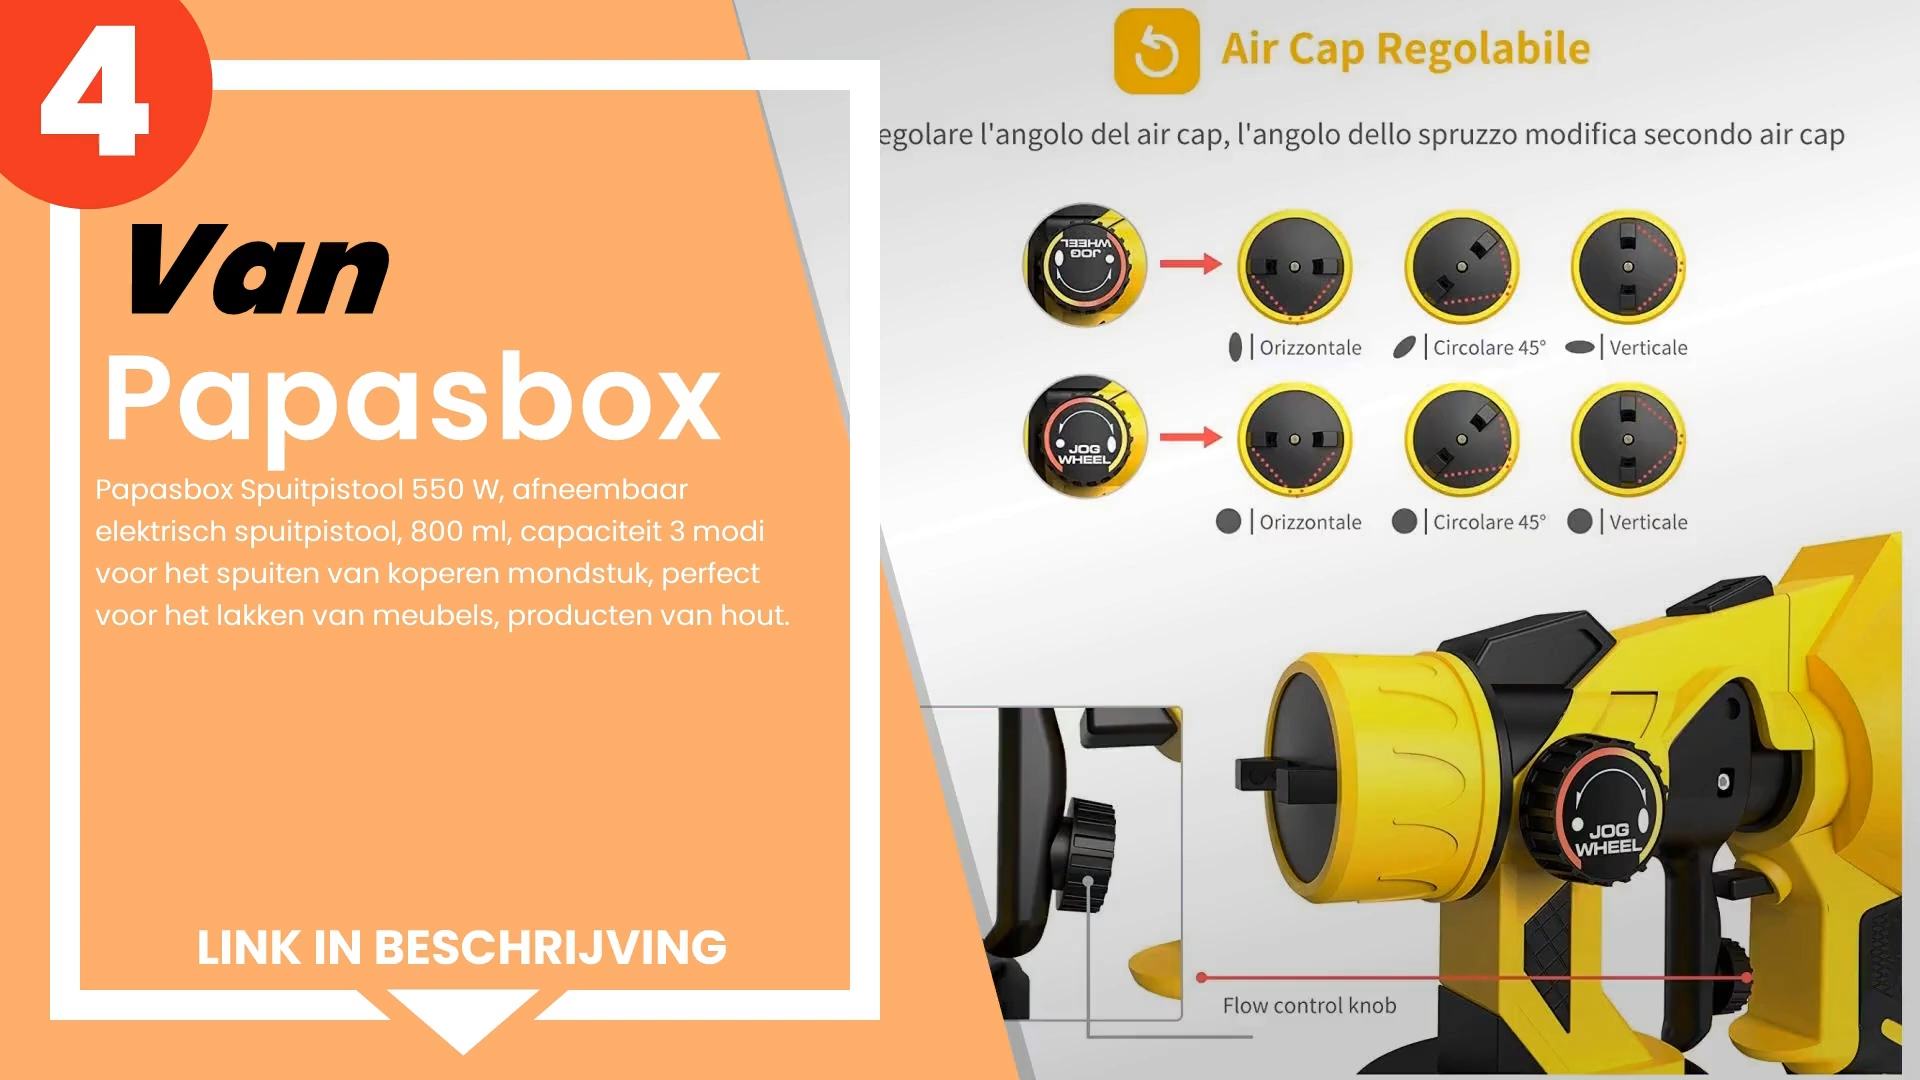 4
Van
Papasbox
Papasbox Spuitpistool 550 W, afneembaar
elektrisch spuitpistool, 800 ml, capaciteit 3 modi
voor het spuiten van koperen mondstuk, perfect
voor het lakken van meubels, producten van hout.
LINK IN BESCHRIJVING
Air Cap Regolabile
egolare l'angolo del air cap, l'angolo dello spruzzo modifica secondo air cap
JOG
WHEEL
| Orizzontale
| Circolare 45°
| Verticale
JOG
WHEEL
| Orizzontale
| Circolare 45°
| Verticale
JOG
WHEEL
Flow control knob